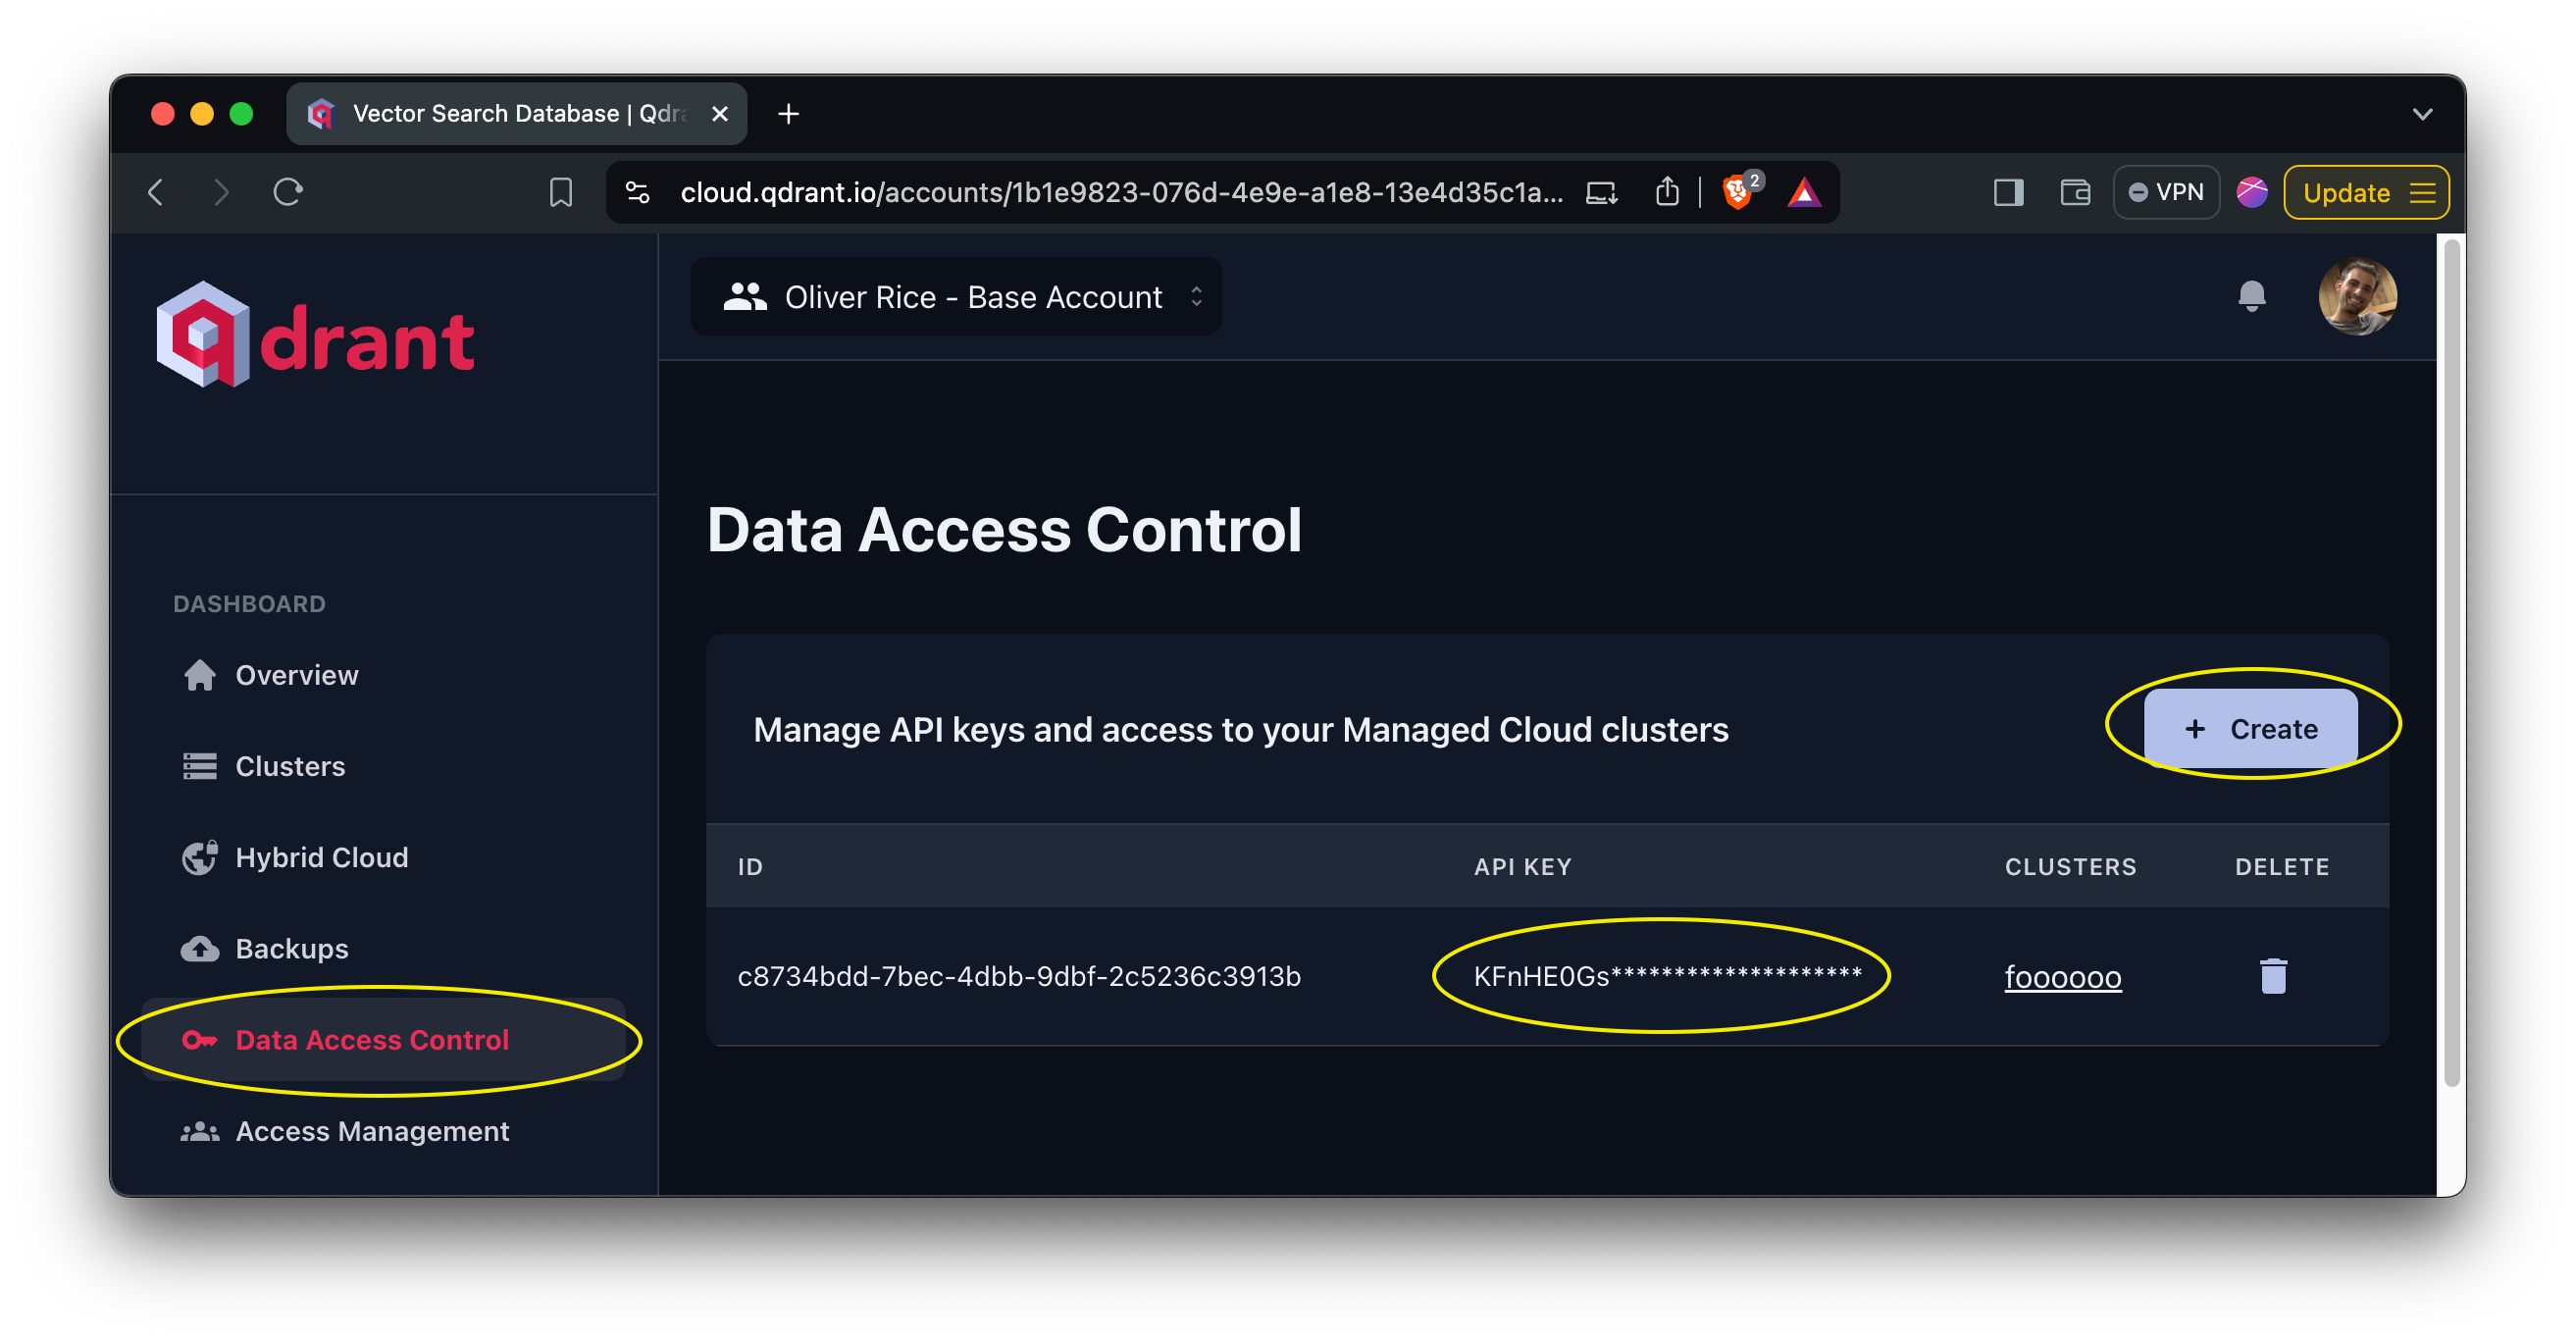 Vector Search Database | Qdra
cloud.qdrant.io/accounts/1b1e9823-076d-4e9e-a1e8-13e4d35c1a...
2
VPN
Update
qdrant
Oliver Rice - Base Account
DASHBOARD
Overview
Clusters
Hybrid Cloud
Backups
Data Access Control
Access Management
Data Access Control
Manage API keys and access to your Managed Cloud clusters
+ Create
ID API KEY CLUSTERS DELETE
c8734bdd-7bec-4dbb-9dbf-2c5236c3913b KFnHE0Gs******************** foooooo